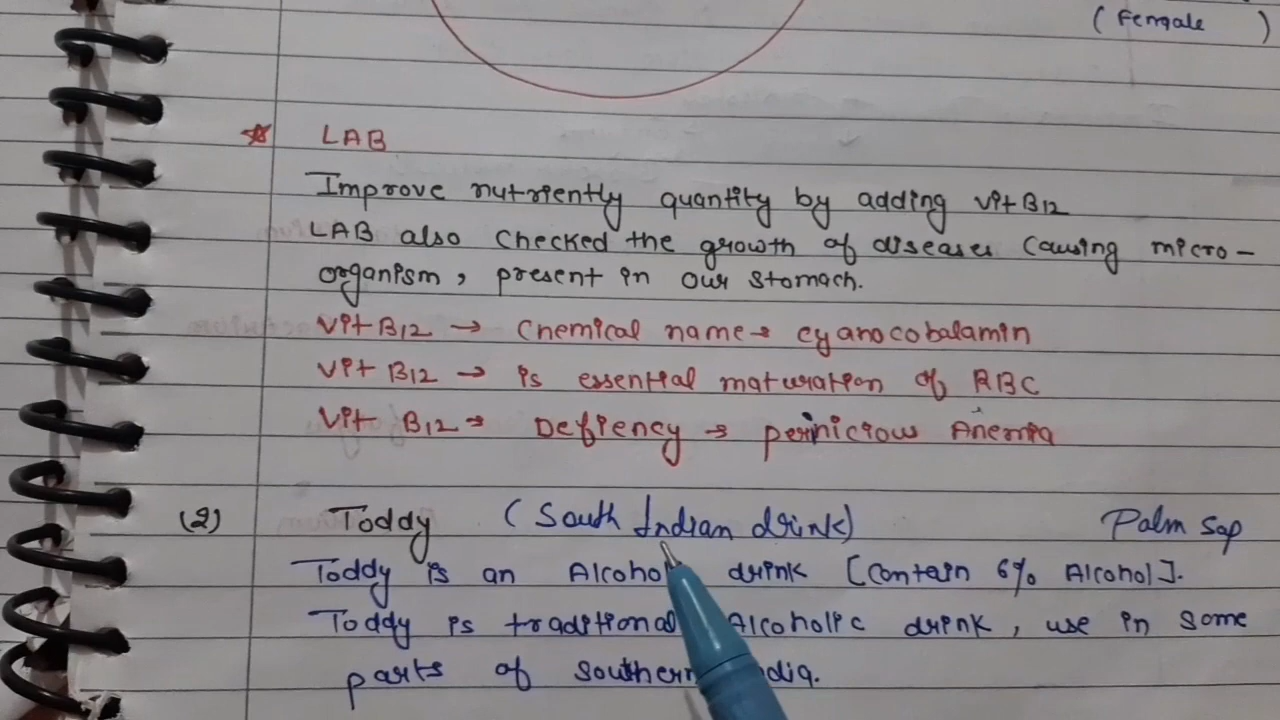 (Female )
LAB
Improve nutriently quantity by adding vit B12
LAB also checked the growth of diseases causing micro-
organism, present in our stomach.
Vit B12 → Chemical name → cyanocobalamin
Vit B12 → is essential maturation of RBC
Vit B12 → Defiency → pernicious Anemia
(2) Toddy (South Indian drink) Palm Sap
Toddy is an Alcohol drink [contain 6% Alcohol].
Toddy is traditional Alcoholic drink, use in some
parts of southern